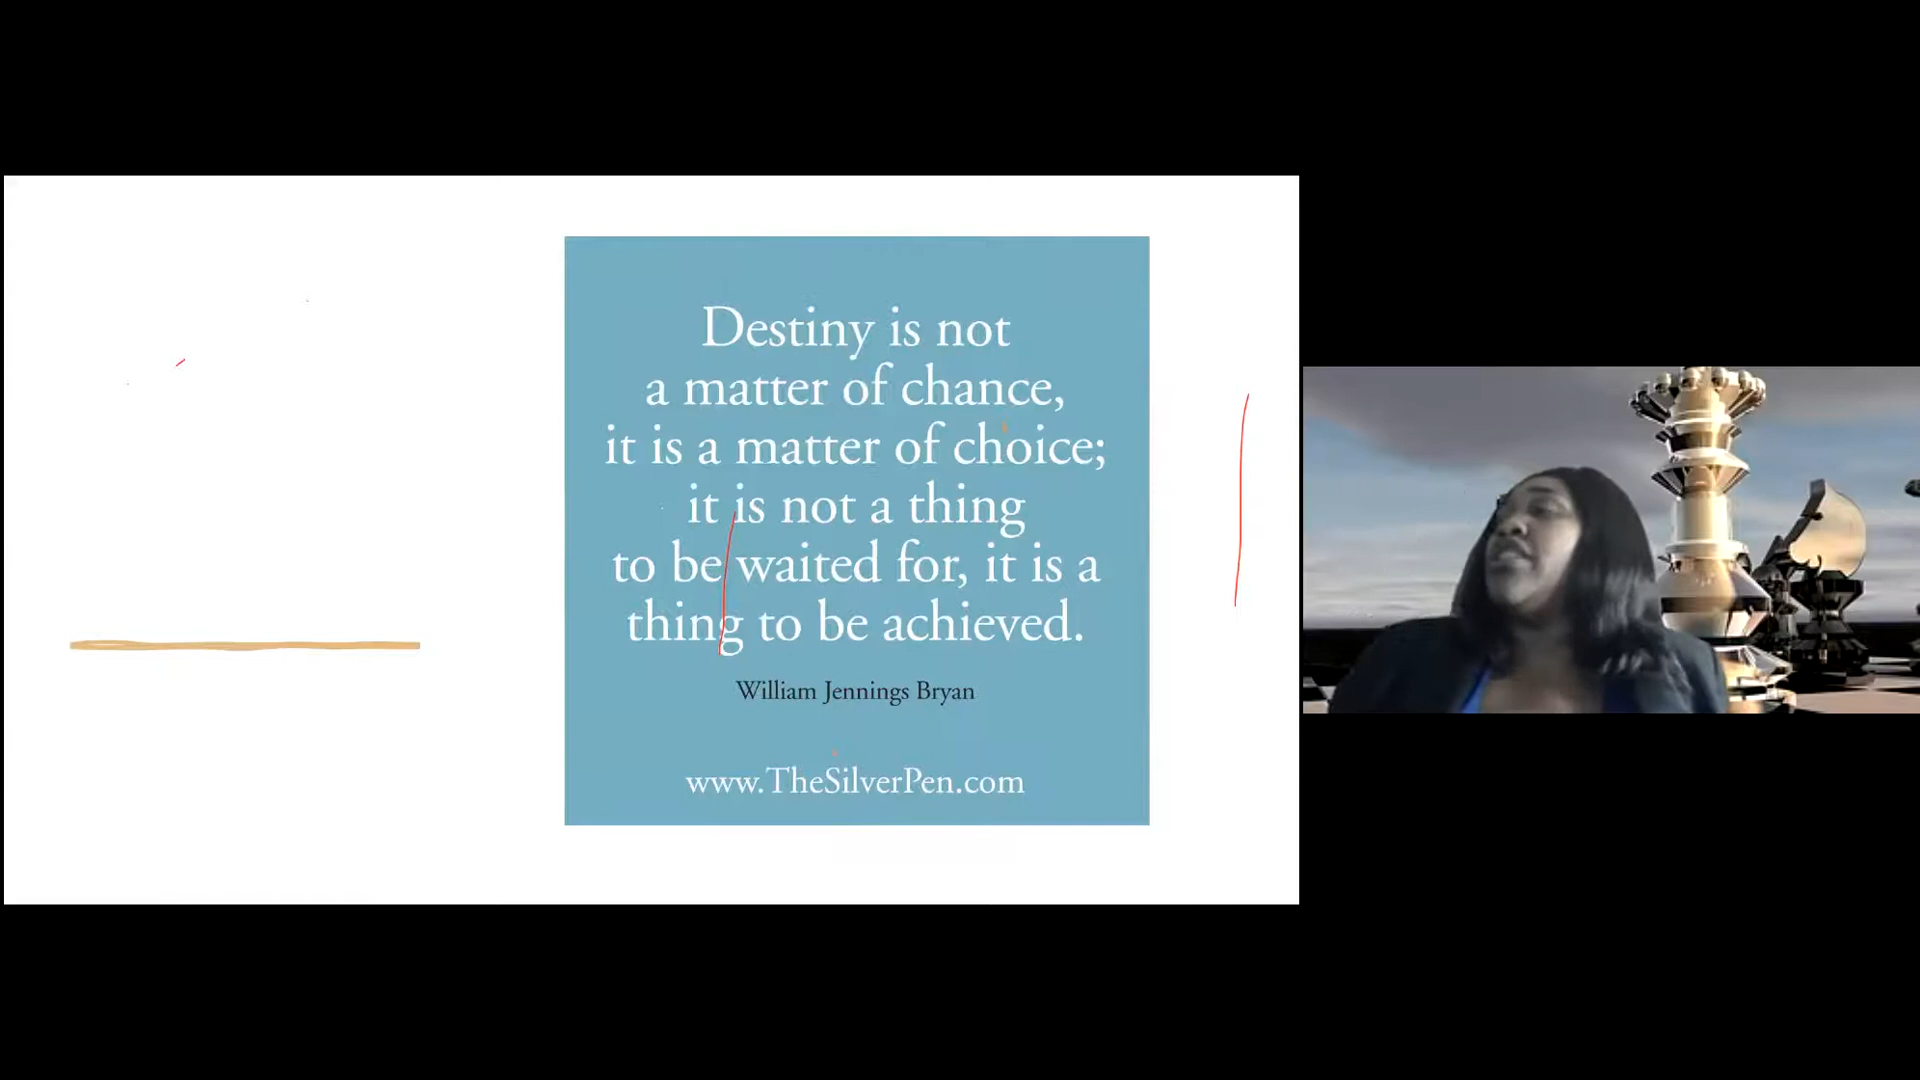 Destiny is not
a matter of chance,
it is a matter of choice;
it is not a thing
to be waited for, it is a
thing to be achieved.
William Jennings Bryan
www.TheSilverPen.com